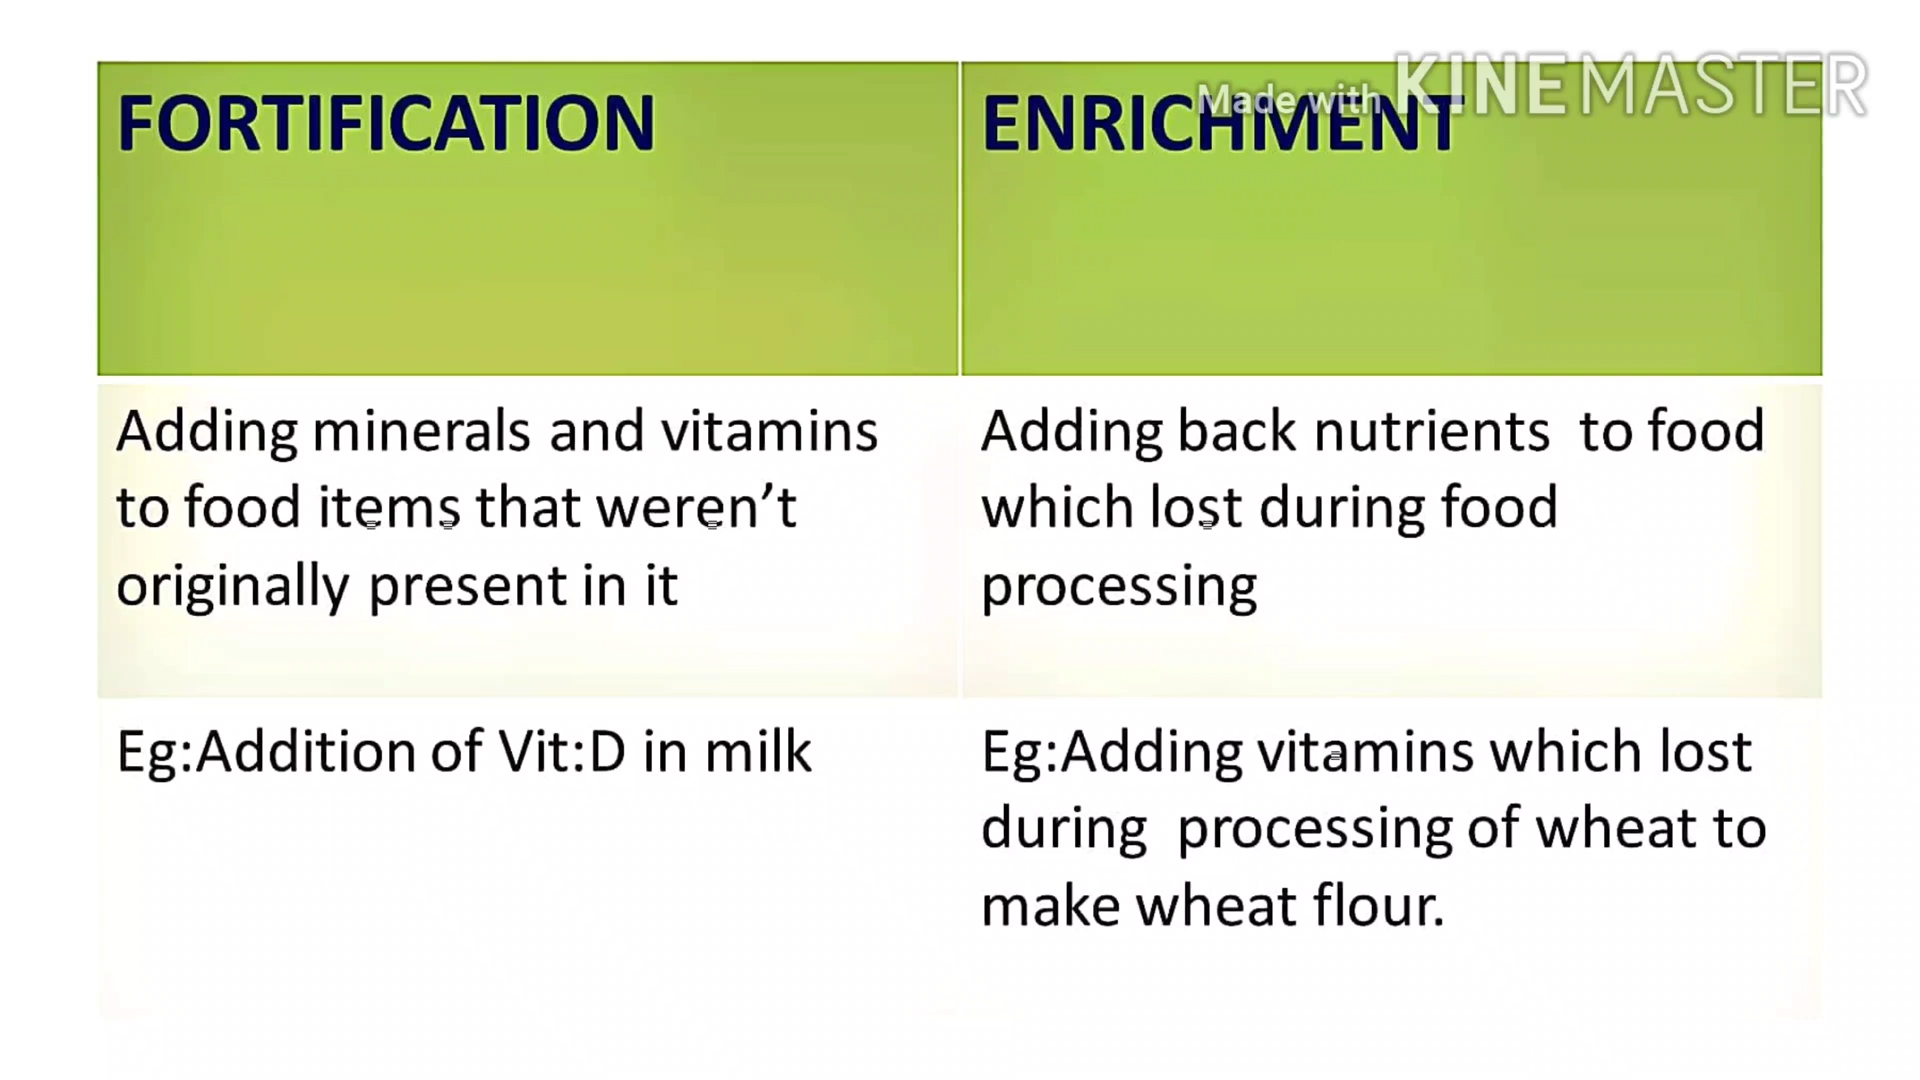 FORTIFICATION
ENRICHMENT
Made with KINEMASTER
Adding minerals and vitamins
to food items that weren’t
originally present in it
Adding back nutrients to food
which lost during food
processing
Eg:Addition of Vit:D in milk
Eg:Adding vitamins which lost
during processing of wheat to
make wheat flour.